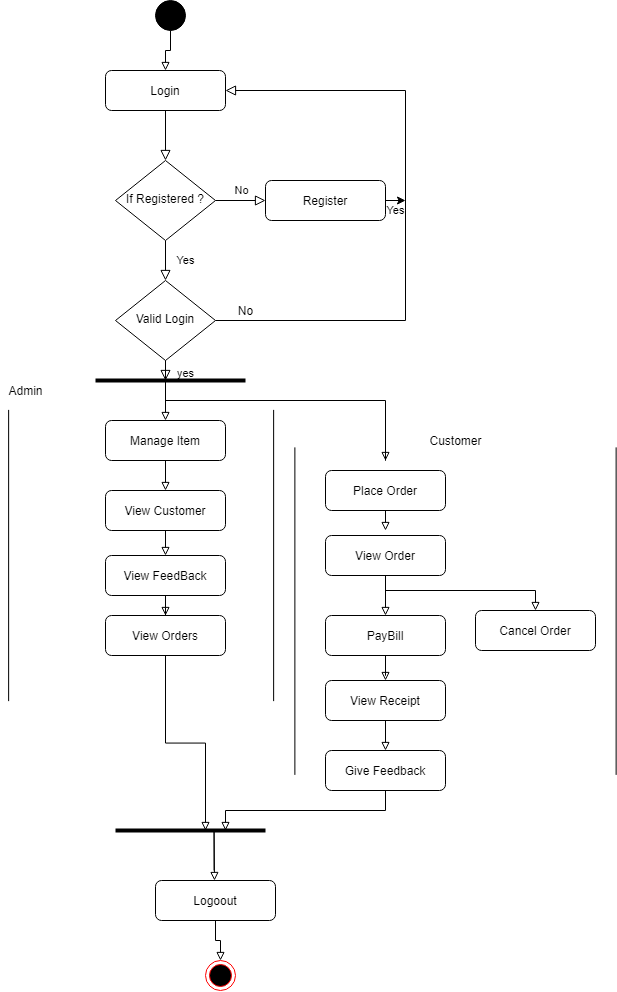 Login
If Registered ?
No
Register
Yes
Yes
Valid Login
No
yes
Admin
Customer
Manage Item
View Customer
View FeedBack
View Orders
Place Order
View Order
PayBill
Cancel Order
View Receipt
Give Feedback
Logoout